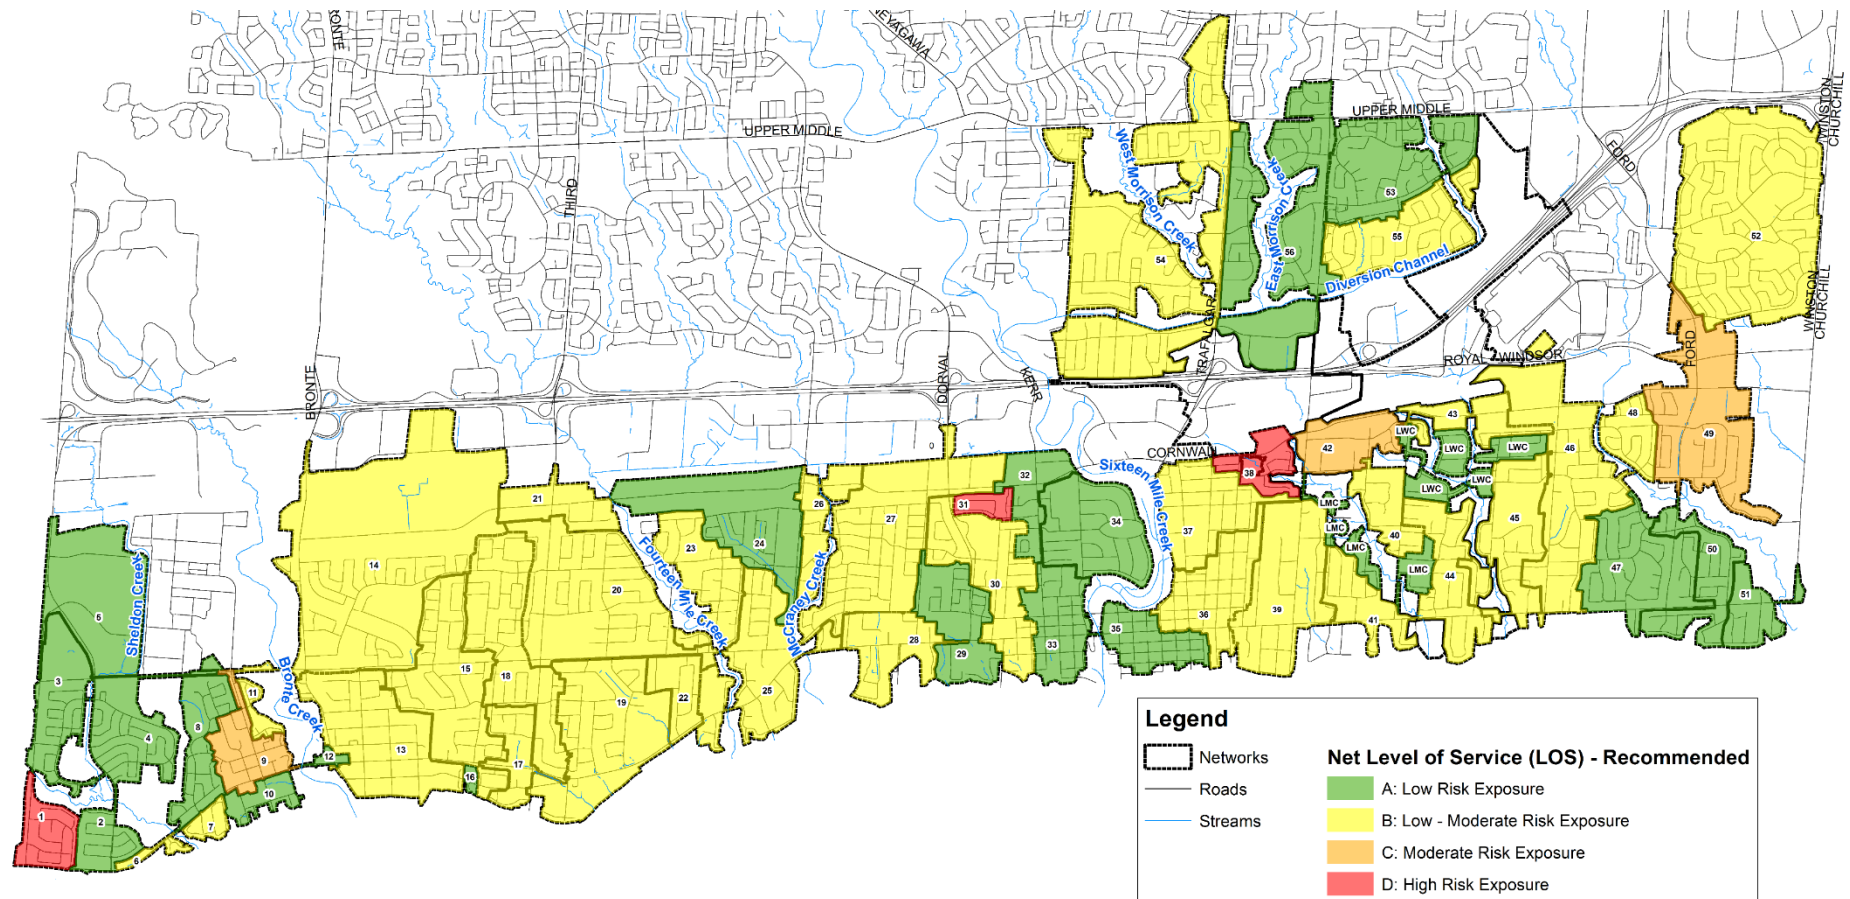 BRONTE
NEYAGAWA
UPPER MIDDLE
WINSTON
CHURCHILL
UPPER MIDDLE
FORD
THIRD
West Morrison Creek
East Morrison Creek
53
55
52
54
56
Diversion Channel
WINSTON
CHURCHILL
TRAFALGAR
FORD
ROYAL WINDSOR
DORVAL
KERR
BRONTE
43
48
LWC
42
LWC
LWC
46
49
CORNWALL
0
Sixteen Mile Creek
38
32
14
21
26
27
31
34
37
LWC
LWC
LMC
LMC
LMC
40
45
LMC
44
47
50
51
23
24
20
Fourteen Mile Creek
McCraney Creek
30
36
39
41
35
33
28
29
5
Sheldon Creek
3
4
8
11
Bronte
Creek
9
12
10
15
18
19
22
25
13
16
17
1
2
7
6
Legend
Networks
Roads
Streams
Net Level of Service (LOS) - Recommended
A: Low Risk Exposure
B: Low - Moderate Risk Exposure
C: Moderate Risk Exposure
D: High Risk Exposure